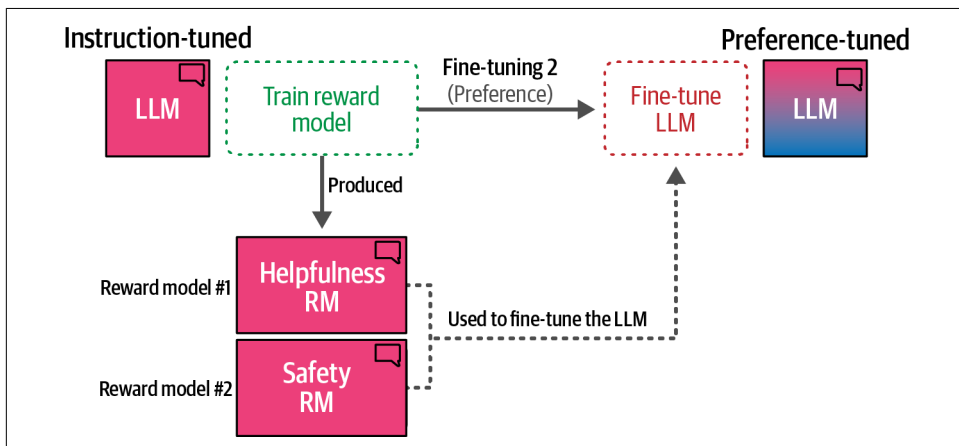 Instruction-tuned
Preference-tuned
LLM
Train reward
model
Fine-tuning 2
(Preference)
Fine-tune
LLM
LLM
Produced
Reward model #1
Helpfulness
RM
Used to fine-tune the LLM
Reward model #2
Safety
RM